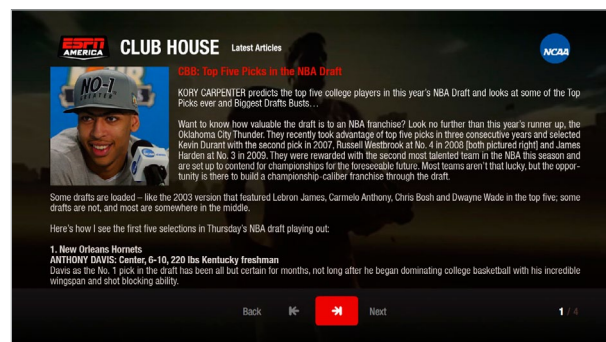 ESPN
AMERICA
CLUB HOUSE
Latest Articles
NCAA
NO-1
GREATER
CBB: Top Five Picks in the NBA Draft
KORY CARPENTER predicts the top five college players in this year's NBA Draft and looks at some of the Top
Picks ever and Biggest Drafts Busts…
Want to know how valuable the draft is to an NBA franchise? Look no further than this year's runner up, the
Oklahoma City Thunder. They recently took advantage of top five picks in three consecutive years and selected
Kevin Durant with the second pick in 2007, Russell Westbrook at No. 4 in 2008 [both pictured right] and James
Harden at No. 3 in 2009. They were rewarded with the second most talented team in the NBA this season and
are set up to contend for championships for the foreseeable future. Most teams aren't that lucky, but the oppor-
tunity is there to build a championship-caliber franchise through the draft.
Some drafts are loaded – like the 2003 version that featured Lebron James, Carmelo Anthony, Chris Bosh and Dwayne Wade in the top five; some
drafts are not, and most are somewhere in the middle.
Here's how I see the first five selections in Thursday's NBA draft playing out:
1. New Orleans Hornets
ANTHONY DAVIS: Center, 6-10, 220 lbs Kentucky freshman
Davis as the No. 1 pick in the draft has been all but certain for months, not long after he began dominating college basketball with his incredible
wingspan and shot blocking ability.
Back
Next
1 / 4